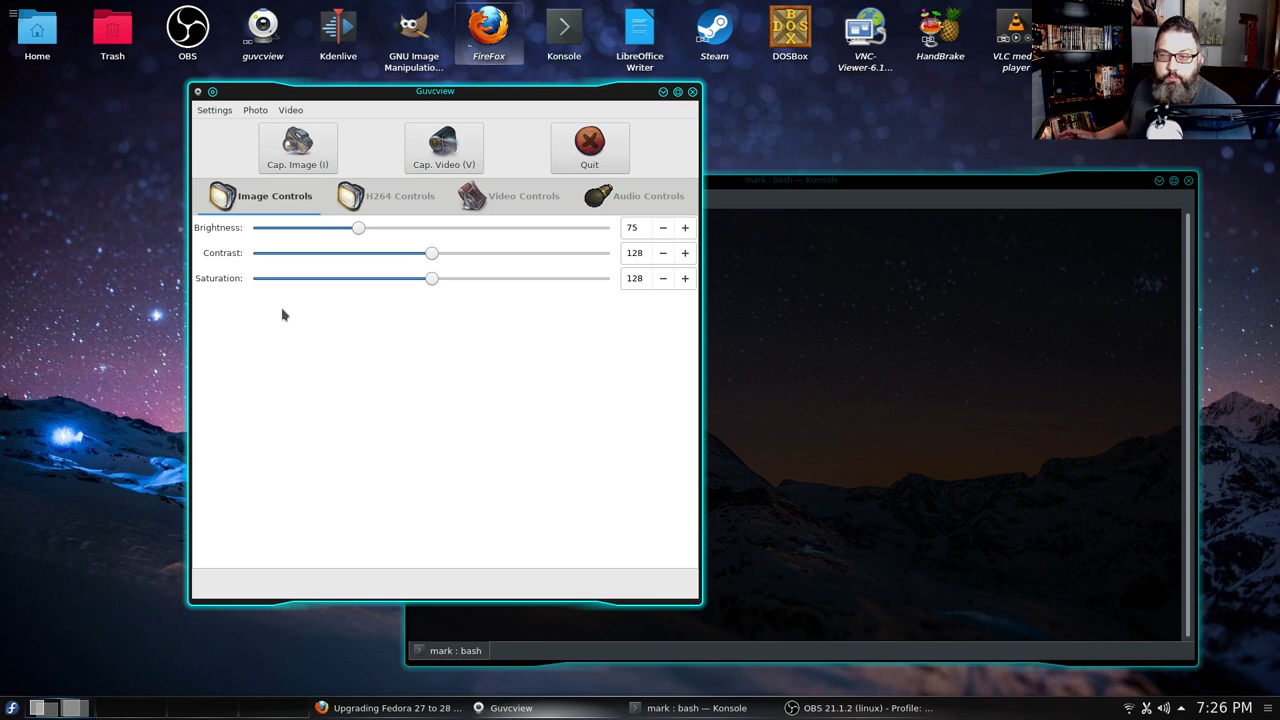 Home
Trash
OBS
guvcview
Kdenlive
GNU Image
Manipulatio...
FireFox
Konsole
LibreOffice
Writer
Steam
DOSBox
VNC-
Viewer-6.1...
HandBrake
VLC med
player
Guvcview
Settings Photo Video
Cap. Image (I)
Cap. Video (V)
Quit
Image Controls
H264 Controls
Video Controls
Audio Controls
Brightness: 75
Contrast: 128
Saturation: 128
mark : bash — Konsole
mark : bash
Upgrading Fedora 27 to 28 ...
Guvcview
mark : bash — Konsole
OBS 21.1.2 (linux) - Profile: ...
7:26 PM